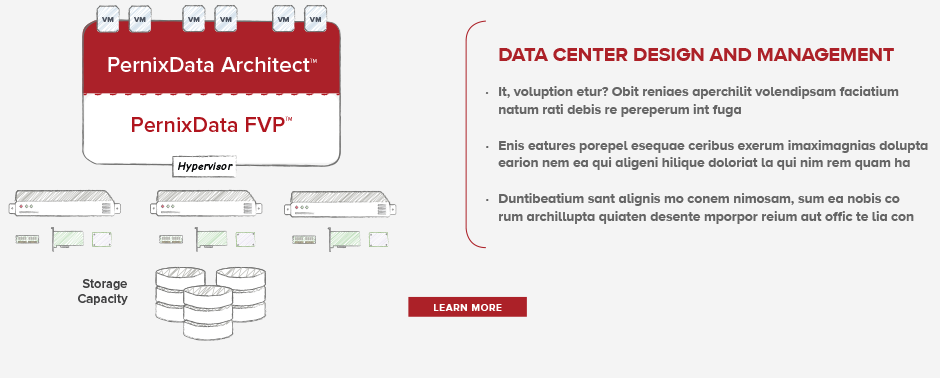 VM VM VM VM VM VM
PernixData Architect™
PernixData FVP™
Hypervisor
Storage
Capacity
DATA CENTER DESIGN AND MANAGEMENT
· It, voluption etur? Obit reniaes aperchilit volendipsam faciatium
natum rati debis re pereperum int fuga
· Enis eatures porepel esequae ceribus exerum imaximagnias dolupta
earion nem ea qui aligeni hilique doloriat la qui nim rem quam ha
· Duntibeatium sant alignis mo conem nimosam, sum ea nobis co
rum archillupta quiaten desente mporpor reium aut offic te lia con
LEARN MORE